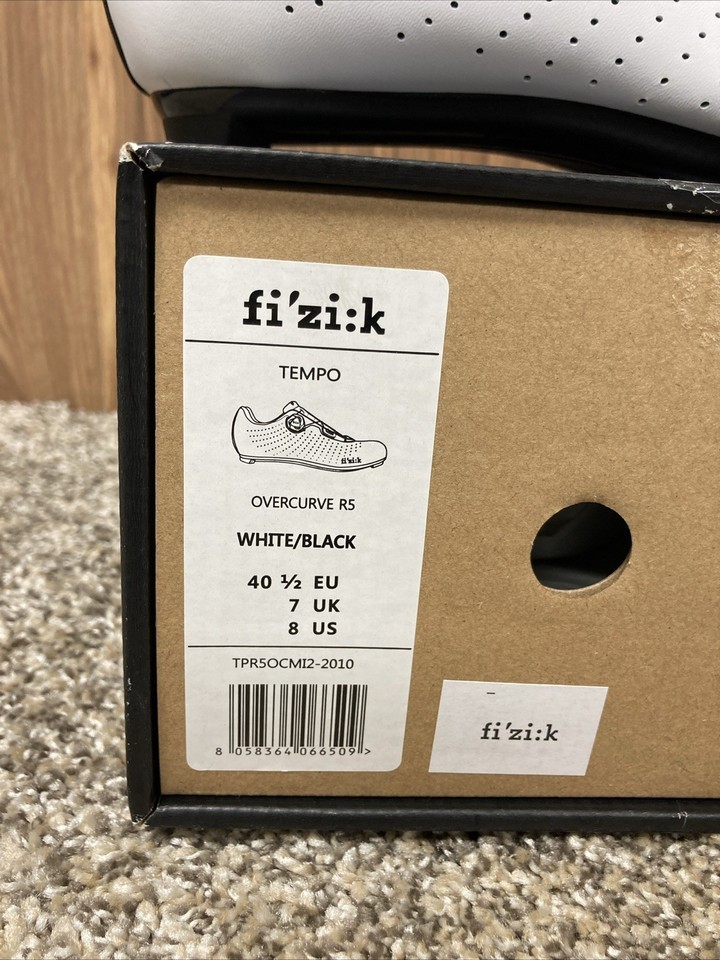 fi'zi:k
TEMPO
fi'zi:k
OVERCURVE R5
WHITE/BLACK
40 ½ EU
7 UK
8 US
TPR5OCMI2-2010
8 058364 066509 >
fi'zi:k